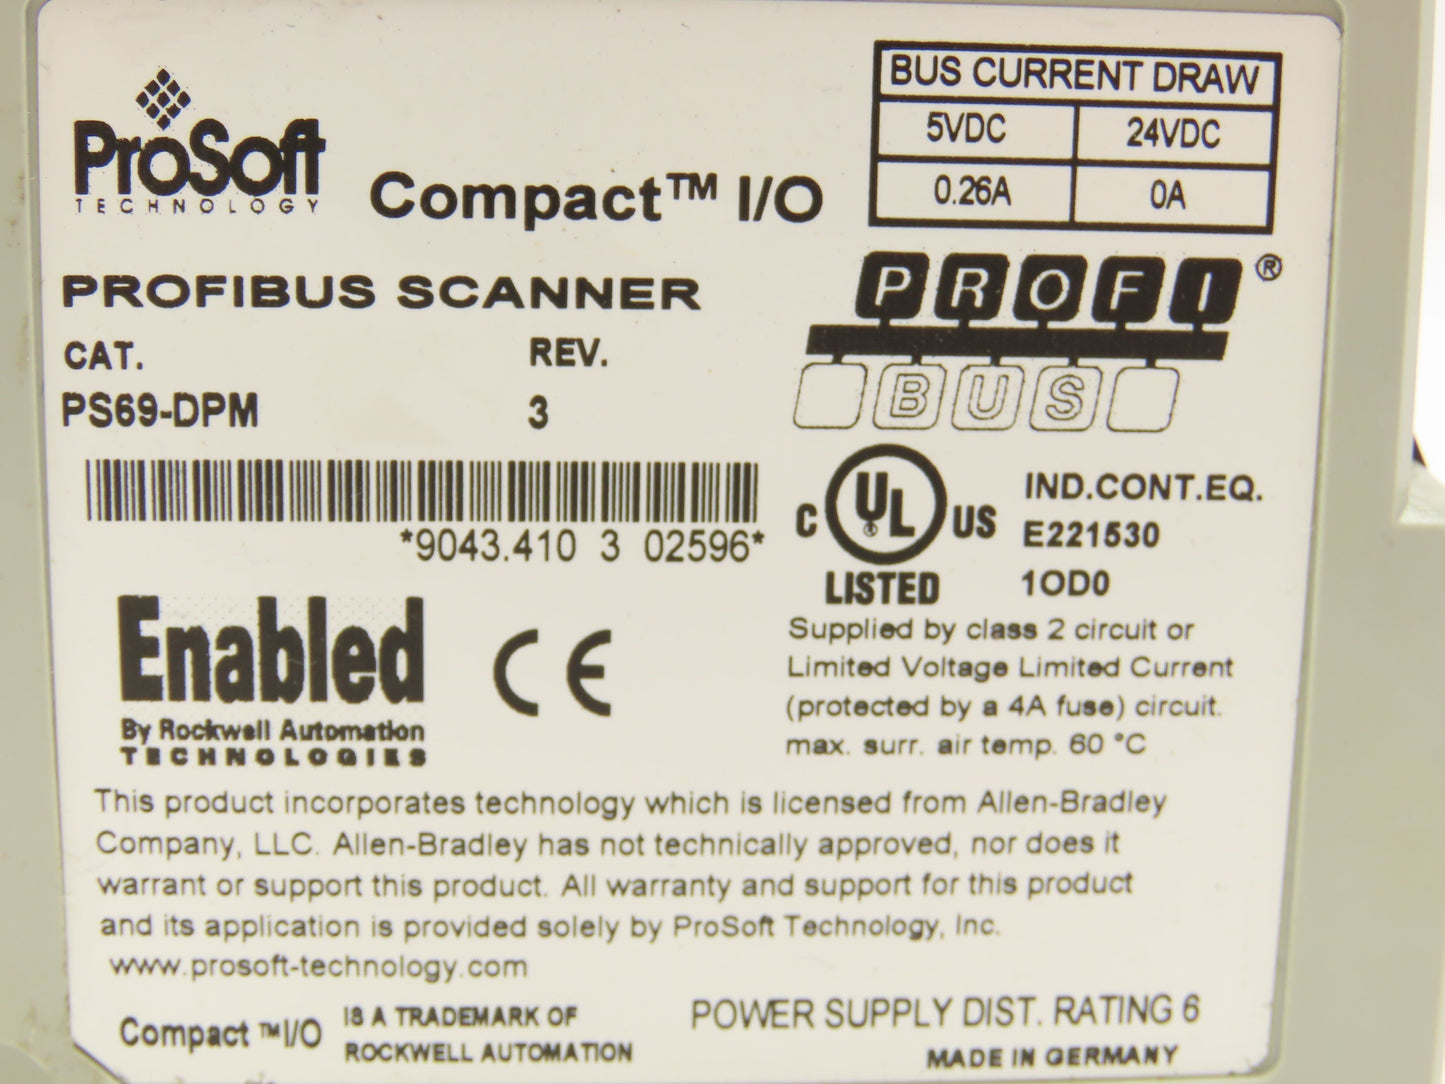 ProSoft
TECHNOLOGY
Compact™ I/O
BUS CURRENT DRAW
5VDC 24VDC
0.26A 0A
PROFIBUS SCANNER
CAT. REV.
PS69-DPM 3
PROFI®
BUS
*9043.410 3 02596*
C UL® US
LISTED
IND.CONT.EQ.
E221530
1OD0
Enabled
By Rockwell Automation
TECHNOLOGIES
CE
Supplied by class 2 circuit or
Limited Voltage Limited Current
(protected by a 4A fuse) circuit.
max. surr. air temp. 60 °C
This product incorporates technology which is licensed from Allen-Bradley
Company, LLC. Allen-Bradley has not technically approved, nor does it
warrant or support this product. All warranty and support for this product
and its application is provided solely by ProSoft Technology, Inc.
www.prosoft-technology.com
Compact ™I/O
IS A TRADEMARK OF
ROCKWELL AUTOMATION
POWER SUPPLY DIST. RATING 6
MADE IN GERMANY